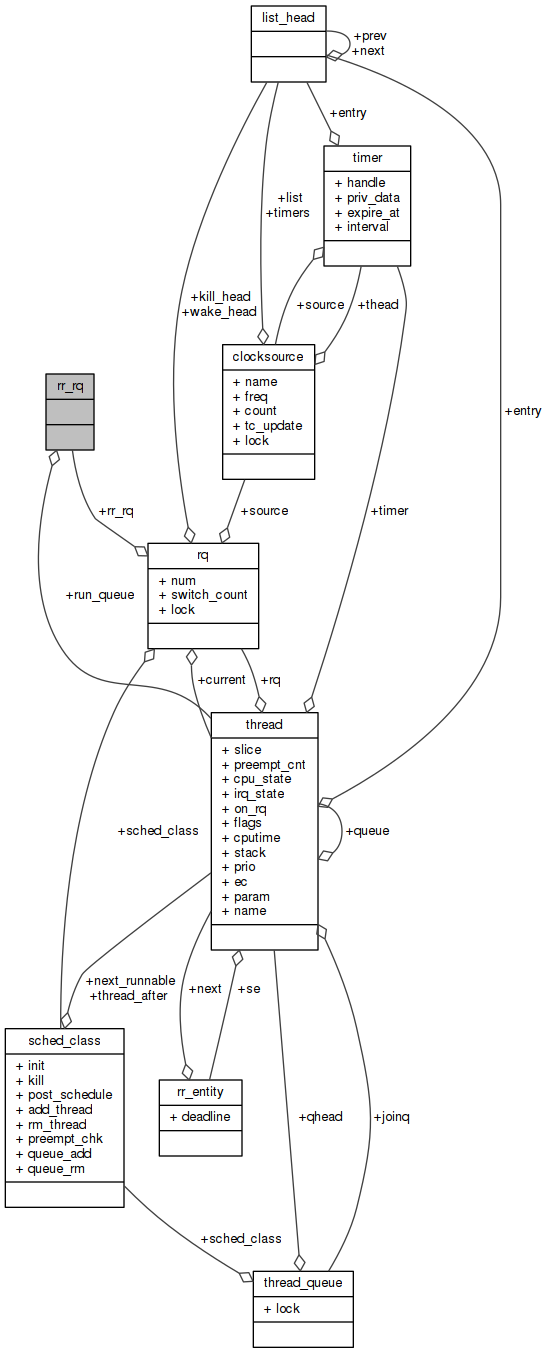 list_head
+prev
+next
+entry
timer
+ handle
+ priv_data
+ expire_at
+ interval
+list
+timers
+kill_head
+wake_head
+source
+thead
clocksource
+ name
+ freq
+ count
+ tc_update
+ lock
rr_rq
+entry
+rr_rq
+source
+timer
rq
+ num
+ switch_count
+ lock
+run_queue
+current
+rq
thread
+ slice
+ preempt_cnt
+ cpu_state
+ irq_state
+ on_rq
+ flags
+ cputime
+ stack
+ prio
+ ec
+ param
+ name
+queue
+sched_class
+next_runnable
+thread_after
+next
+se
sched_class
+ init
+ kill
+ post_schedule
+ add_thread
+ rm_thread
+ preempt_chk
+ queue_add
+ queue_rm
rr_entity
+ deadline
+qhead
+joinq
+sched_class
thread_queue
+ lock